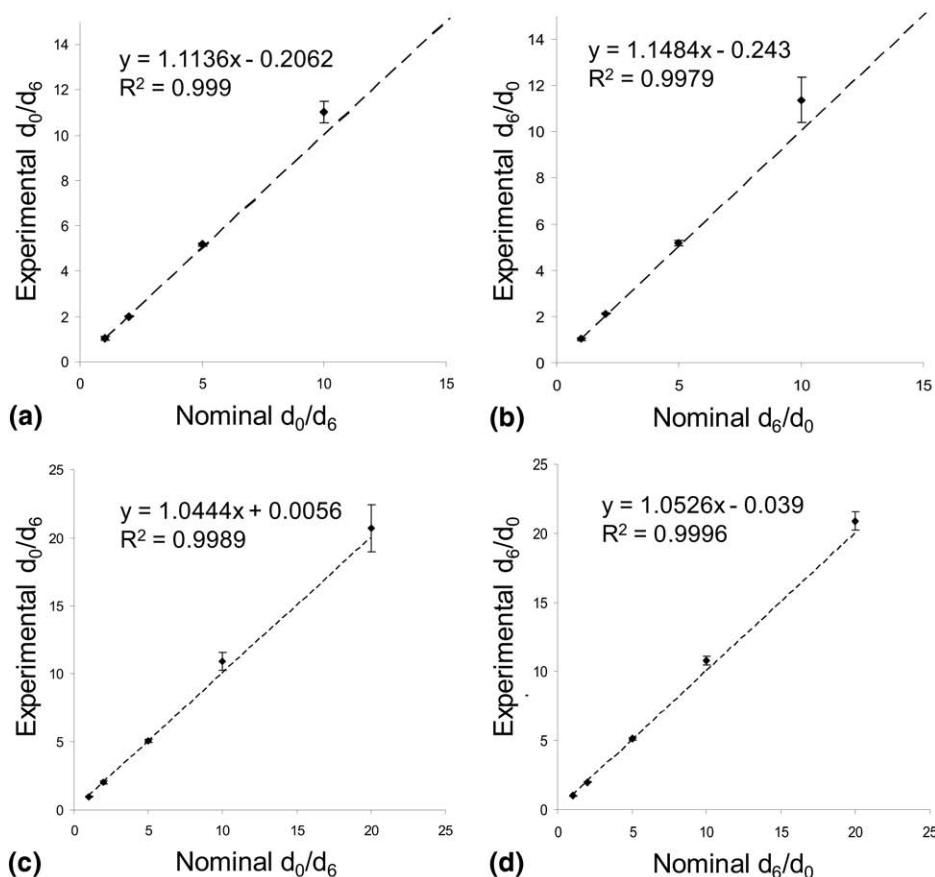 y = 1.1136x - 0.2062
R² = 0.999
Experimental d₀/d₆
14
12
10
8
6
4
2
0
0 5 10 15
(a) Nominal d₀/d₆
y = 1.1484x - 0.243
R² = 0.9979
Experimental d₆/d₀
14
12
10
8
6
4
2
0
0 5 10 15
(b) Nominal d₆/d₀
y = 1.0444x + 0.0056
R² = 0.9989
Experimental d₀/d₆
25
20
15
10
5
0
0 5 10 15 20 25
(c) Nominal d₀/d₆
y = 1.0526x - 0.039
R² = 0.9996
Experimental d₆/d₀
25
20
15
10
5
0
0 5 10 15 20 25
(d) Nominal d₆/d₀